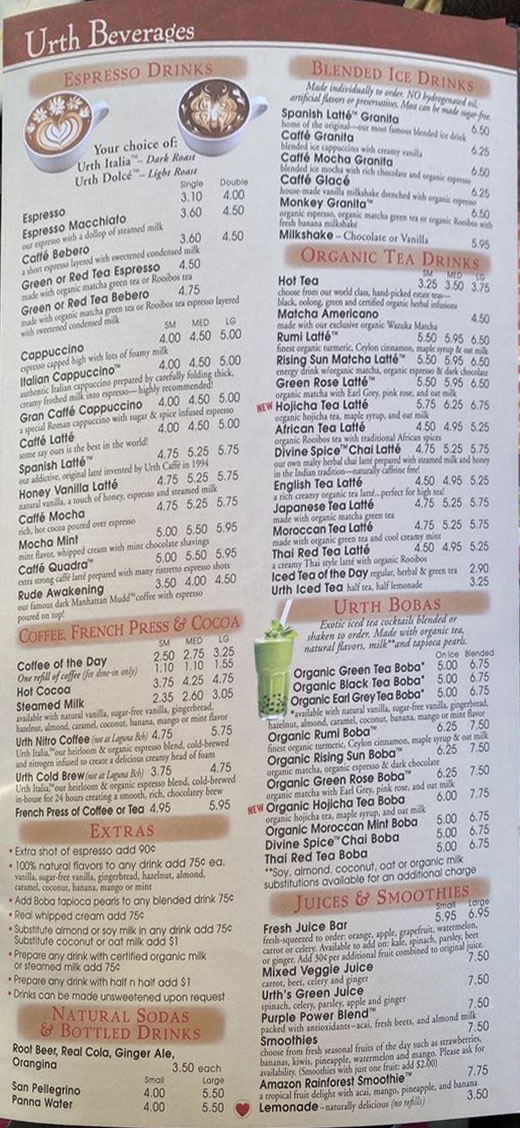 Urth Beverages
Espresso Drinks
Your choice of:
Urth Italia™– Dark Roast
Urth Dolcé™– Light Roast
Single Double
Espresso 3.10 4.00
Espresso Macchiato 3.60 4.50
our espresso with a dollop of steamed milk
Caffé Bebero 3.60 4.50
a short espresso layered with sweetened condensed milk
Green or Red Tea Espresso 4.50
made with organic matcha green tea or Rooibos tea
Green or Red Tea Bebero 4.75
made with organic matcha green tea or Rooibos tea espresso layered
with sweetened condensed milk
SM MED LG
Cappuccino 4.00 4.50 5.00
espresso capped high with lots of foamy milk
Italian Cappuccino™ 4.00 4.50 5.00
authentic Italian cappuccino prepared by carefully folding thick,
creamy frothed milk into espresso—highly recommended!
Gran Caffé Cappuccino 4.00 4.50 5.00
a special Roman cappuccino with sugar & spice infused espresso
Caffé Latté 4.00 4.50 5.00
some say ours is the best in the world!
Spanish Latté™ 4.75 5.25 5.75
our addictive, original latté invented by Urth Caffé in 1994
Honey Vanilla Latté 4.75 5.25 5.75
natural vanilla, a touch of honey, espresso and steamed milk
Caffé Mocha 4.75 5.25 5.75
rich, hot cocoa poured over espresso
Mocha Mint 5.00 5.50 5.95
mint flavor, whipped cream with mint chocolate shavings
Caffé Quadra™ 5.00 5.50 5.95
extra strong caffé latté prepared with many ristretto espresso shots
Rude Awakening 3.50 4.00 4.50
our famous dark Manhattan Mudd™coffee with espresso
poured on top!
Coffee, French Press & Cocoa
SM MED LG
Coffee of the Day 2.50 2.75 3.25
One refill of coffee (for dine-in only) 1.10 1.10 1.55
Hot Cocoa 3.75 4.25 4.75
Steamed Milk 2.35 2.60 3.05
available with natural vanilla, sugar-free vanilla, gingerbread,
hazelnut, almond, caramel, coconut, banana, mango or mint flavor
Urth Nitro Coffee (not at Laguna Bch) 4.75 5.75
Urth Italia,™our heirloom & organic espresso blend, cold-brewed
and nitrogen infused to create a delicious creamy head of foam
Urth Cold Brew (not at Laguna Bch) 3.75 4.75
Urth Italia,™our heirloom & organic espresso blend, cold-brewed
in-house for 24 hours creating a smooth, rich, chocolatey brew
French Press of Coffee or Tea 4.95 5.95
Extras
• Extra shot of espresso add 90¢
• 100% natural flavors to any drink add 75¢ ea.
vanilla, sugar-free vanilla, gingerbread, hazelnut, almond,
caramel, coconut, banana, mango or mint
• Add Boba tapioca pearls to any blended drink 75¢
• Real whipped cream 75¢
• Substitute almond or soy milk in any drink add 75¢
Substitute coconut or oat milk add $1
• Prepare any drink with certified organic milk
or steamed milk add 75¢
• Prepare any drink with half n half add $1
• Drinks can be made unsweetened upon request
Natural Sodas
& Bottled Drinks
Root Beer, Real Cola, Ginger Ale,
Orangina 3.50 each
Small Large
San Pellegrino 4.00 5.50
Panna Water 4.00 5.50
Blended Ice Drinks
Made individually to order. NO hydrogenated oil,
artificial flavors or preservatives. Most can be made sugar-free.
Spanish Latté™ Granita 6.50
home of the original—our most famous blended ice drink
Caffé Granita 6.25
blended ice cappuccino with creamy vanilla
Caffé Mocha Granita 6.50
blended ice mocha with rich chocolate and organic espresso
Caffé Glacé 6.25
house-made vanilla milkshake drenched with organic espresso
Monkey Granita™ 6.50
organic espresso, organic matcha green tea or organic Rooibos with
fresh banana milkshake
Milkshake – Chocolate or Vanilla 5.95
Organic Tea Drinks
SM MED LG
Hot Tea 3.25 3.50 3.75
choose from our world class, hand-picked estate teas—
black, oolong, green and certified organic herbal infusions
Matcha Americano 4.50
made with our exclusive organic Wazuka Matcha
Rumi Latté™ 5.50 5.95 6.50
finest organic turmeric, Ceylon cinnamon, maple syrup & oat milk
Rising Sun Matcha Latté™ 5.50 5.95 6.50
energy drink w/organic matcha, organic espresso & dark chocolate
Green Rose Latté™ 5.50 5.95 6.50
organic matcha with Earl Grey, pink rose, and oat milk
NEW Hojicha Tea Latté 5.75 6.25 6.75
organic hojicha tea, maple syrup, and oat milk
African Tea Latté 4.50 4.95 5.25
organic Rooibos tea with traditional African spices
Divine Spice™Chai Latté 4.75 5.25 5.75
our own malty herbal chai latté prepared with steamed milk and honey
in the Indian tradition—naturally caffeine free!
English Tea Latté 4.50 4.95 5.25
a rich creamy organic tea latté...perfect for high tea!
Japanese Tea Latté 4.75 5.25 5.75
made with organic matcha green tea
Moroccan Tea Latté 4.75 5.25 5.75
made with organic green tea and cool creamy mint
Thai Red Tea Latté 4.50 4.95 5.25
a creamy Thai style latté with organic Rooibos
Iced Tea of the Day regular, herbal & green tea 2.90
Urth Iced Tea half tea, half lemonade 3.25
Urth Bobas
Exotic iced tea cocktails blended or
shaken to order. Made with organic tea,
natural flavors, milk**and tapioca pearls.
On Ice Blended
Organic Green Tea Boba* 5.00 6.75
Organic Black Tea Boba* 5.00 6.75
Organic Earl Grey Tea Boba* 5.00 6.75
*available with natural vanilla, sugar-free vanilla, gingerbread,
hazelnut, almond, caramel, coconut, banana, mango or mint flavor
Organic Rumi Boba™ 6.25 7.50
finest organic turmeric, Ceylon cinnamon, maple syrup & oat milk
Organic Rising Sun Boba™ 6.25 7.50
organic matcha, organic espresso & dark chocolate
Organic Green Rose Boba™ 6.25 7.50
organic matcha with Earl Grey, pink rose, and oat milk
NEW Organic Hojicha Tea Boba 6.00 7.75
organic hojicha tea, maple syrup, and oat milk
Organic Moroccan Mint Boba 5.00 6.75
Divine Spice™Chai Boba 5.00 6.75
Thai Red Tea Boba 5.00 6.75
**Soy, almond, coconut, oat or organic milk
substitutions available for an additional charge
Juices & Smoothies
Small Large
Fresh Juice Bar 5.95 6.95
fresh-squeezed to order: orange, apple, grapefruit, watermelon,
carrot or celery. Available to add on: kale, spinach, parsley, beet
or ginger. Add 30¢ per additional fruit combined to original juice.
Mixed Veggie Juice 7.50
carrot, beet, celery and ginger
Urth's Green Juice 7.50
spinach, celery, parsley, apple and ginger
Purple Power Blend™ 7.50
packed with antioxidants–acai, fresh beets, and almond milk
Smoothies 7.50
choose from fresh seasonal fruits of the day such as strawberries,
bananas, kiwis, pineapple, watermelon and mango. Please ask for
availability. (Smoothies with just one fruit: add $2.00)
Amazon Rainforest Smoothie™ 7.75
a tropical fruit delight with acai, mango, pineapple, and banana
Lemonade –naturally delicious (no refills) 3.50